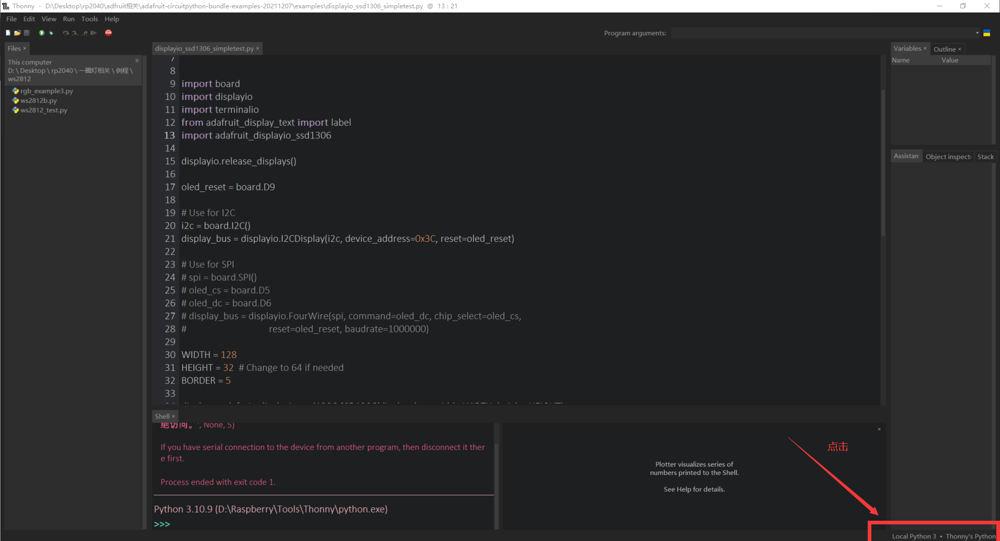 Thonny - D:\Desktop\rp2040\adfruit相关\adafruit-circuitpython-bundle-examples-20211207\examples\displayio_ssd1306_simpletest.py @ 13 : 21
File Edit View Run Tools Help
STOP
Program arguments:
Files ×
This computer
D: \ Desktop \ rp2040 \ 一圈灯相关 \ 例程 \
ws2812
rgb_example3.py
ws2812b.py
ws2812_test.py
displayio_ssd1306_simpletest.py ×
7
8
9 import board
10 import displayio
11 import terminalio
12 from adafruit_display_text import label
13 import adafruit_displayio_ssd1306
14
15 displayio.release_displays()
16
17 oled_reset = board.D9
18
19 # Use for I2C
20 i2c = board.I2C()
21 display_bus = displayio.I2CDisplay(i2c, device_address=0x3C, reset=oled_reset)
22
23 # Use for SPI
24 # spi = board.SPI()
25 # oled_cs = board.D5
26 # oled_dc = board.D6
27 # display_bus = displayio.FourWire(spi, command=oled_dc, chip_select=oled_cs,
28 # reset=oled_reset, baudrate=1000000)
29
30 WIDTH = 128
31 HEIGHT = 32 # Change to 64 if needed
32 BORDER = 5
33
Shell ×
绝访问。', None, 5)
If you have serial connection to the device from another program, then disconnect it ther
e first.
Process ended with exit code 1.
Python 3.10.9 (D:\Raspberry\Tools\Thonny\python.exe)
>>>
Plotter visualizes series of
numbers printed to the Shell.
See Help for details.
点击
Variables × Outline ×
Name Value
Assistan Object inspect Stack
Local Python 3 • Thonny's Python